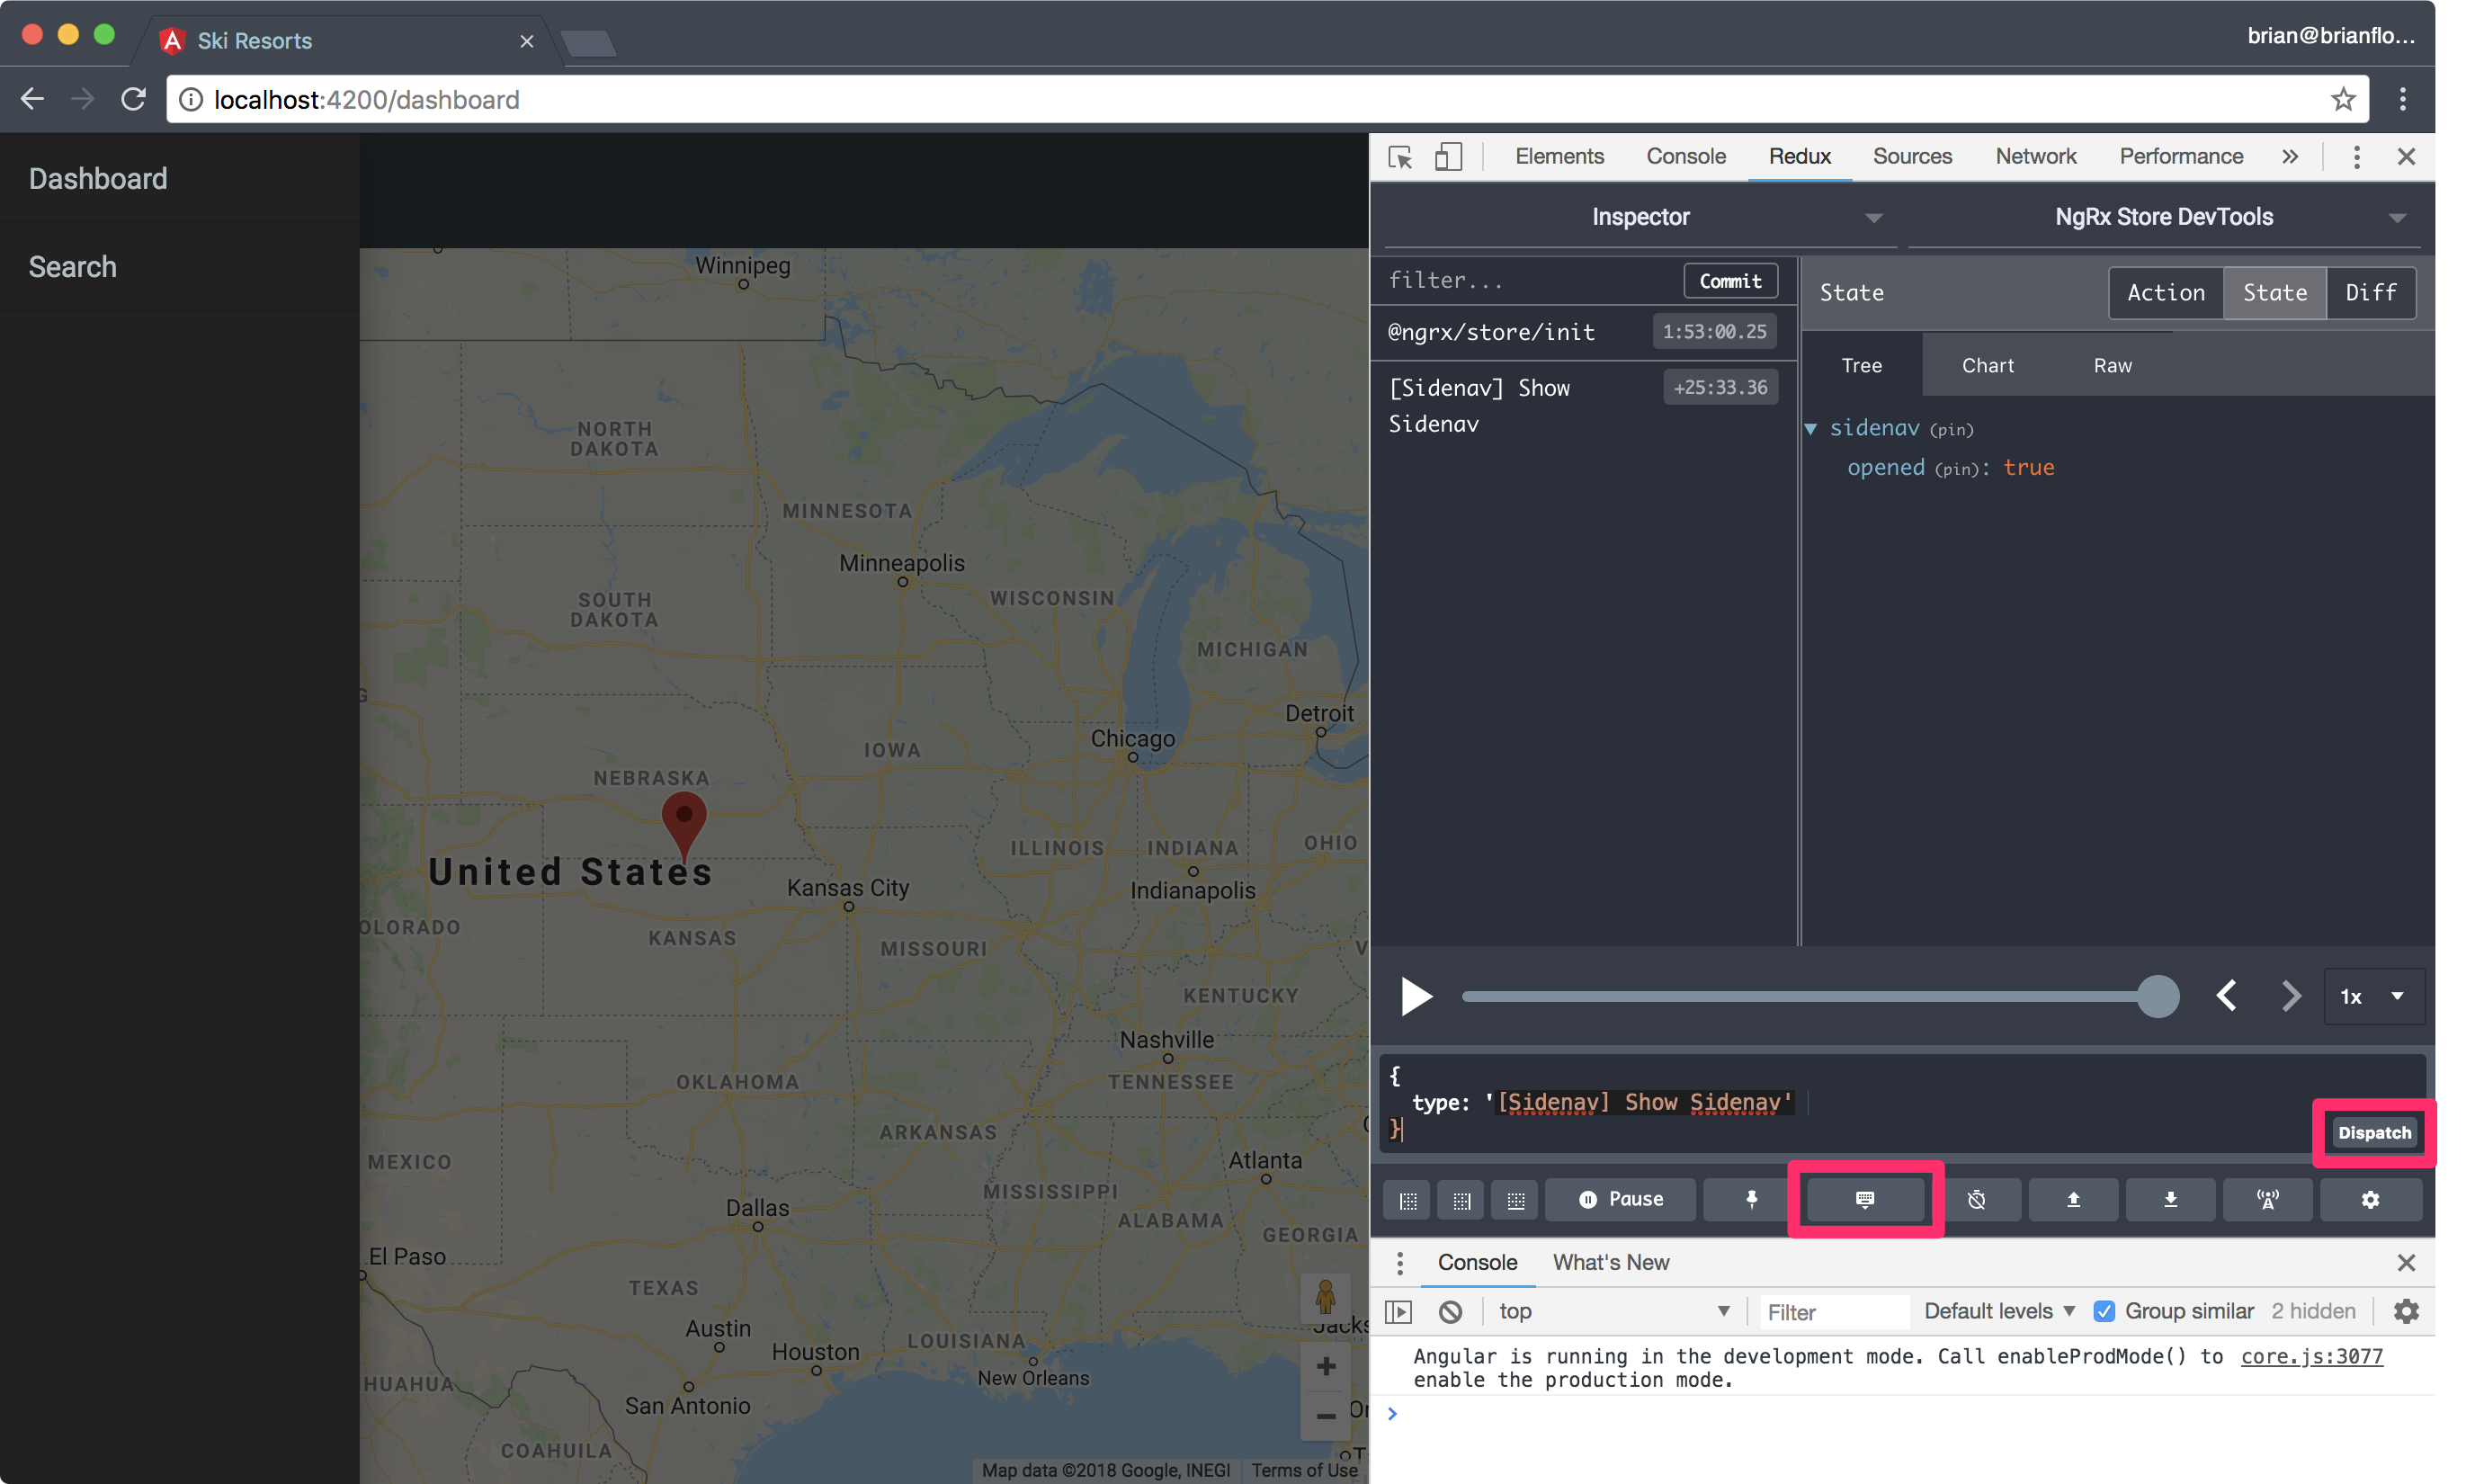 Ski Resorts
brian@brianflo...
localhost:4200/dashboard
Dashboard
Search
Elements Console Redux Sources Network Performance
Inspector
NgRx Store DevTools
filter...
Commit
@ngrx/store/init
1:53:00.25
[Sidenav] Show
Sidenav
+25:33.36
State
Action State Diff
Tree Chart Raw
sidenav (pin)
opened (pin): true
1x
{
type: '[Sidenav] Show Sidenav'
}
Dispatch
Pause
Console What's New
top
Filter
Default levels
Group similar
2 hidden
Angular is running in the development mode. Call enableProdMode() to
enable the production mode.
core.js:3077
Winnipeg
NORTH
DAKOTA
MINNESOTA
Minneapolis
SOUTH
DAKOTA
WISCONSIN
MICHIGAN
Detroit
Chicago
IOWA
NEBRASKA
ILLINOIS
INDIANA
OHIO
United States
Kansas City
Indianapolis
OLORADO
KANSAS
MISSOURI
KENTUCKY
Nashville
OKLAHOMA
TENNESSEE
ARKANSAS
MEXICO
Atlanta
MISSISSIPPI
Dallas
ALABAMA
GEORGIA
El Paso
TEXAS
Jacks
Austin
LOUISIANA
Houston
New Orleans
HUAHUA
San Antonio
COAHUILA
Map data ©2018 Google, INEGI
Terms of Use